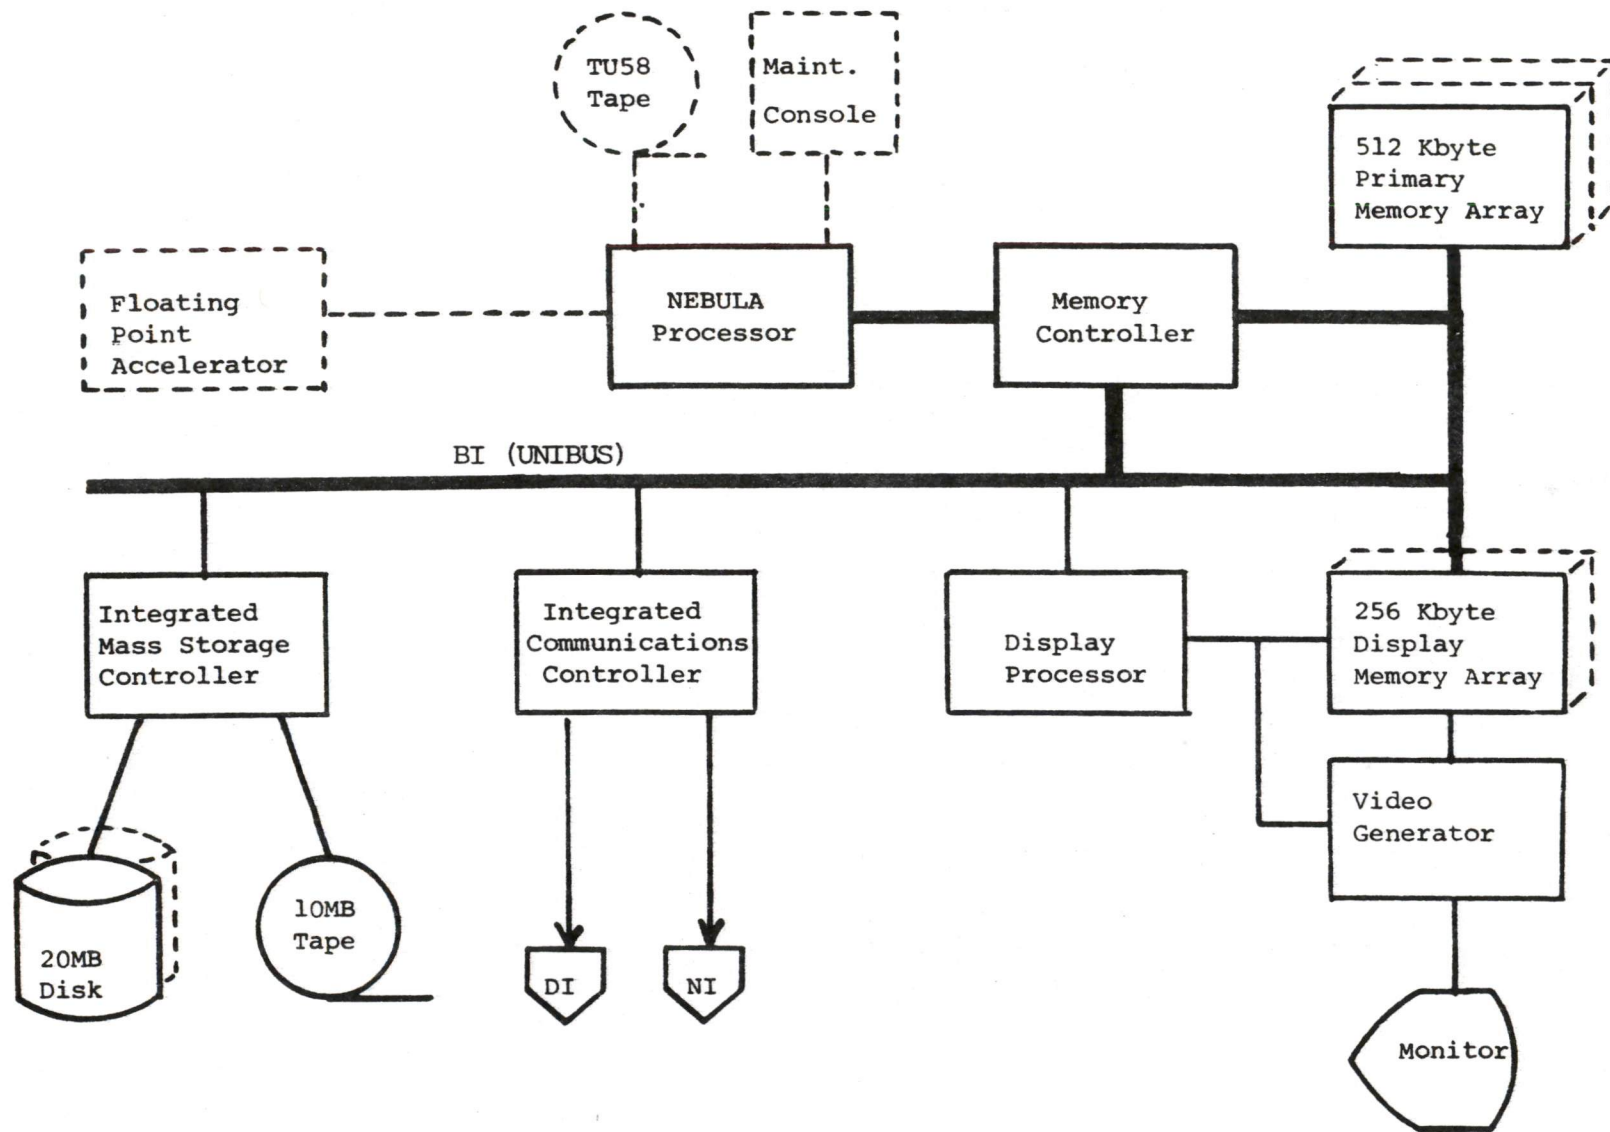 TU58
Tape
Maint.
Console
512 Kbyte
Primary
Memory Array
Floating
Point
Accelerator
NEBULA
Processor
Memory
Controller
BI (UNIBUS)
Integrated
Mass Storage
Controller
Integrated
Communications
Controller
Display
Processor
256 Kbyte
Display
Memory Array
Video
Generator
20MB
Disk
10MB
Tape
DI
NI
Monitor